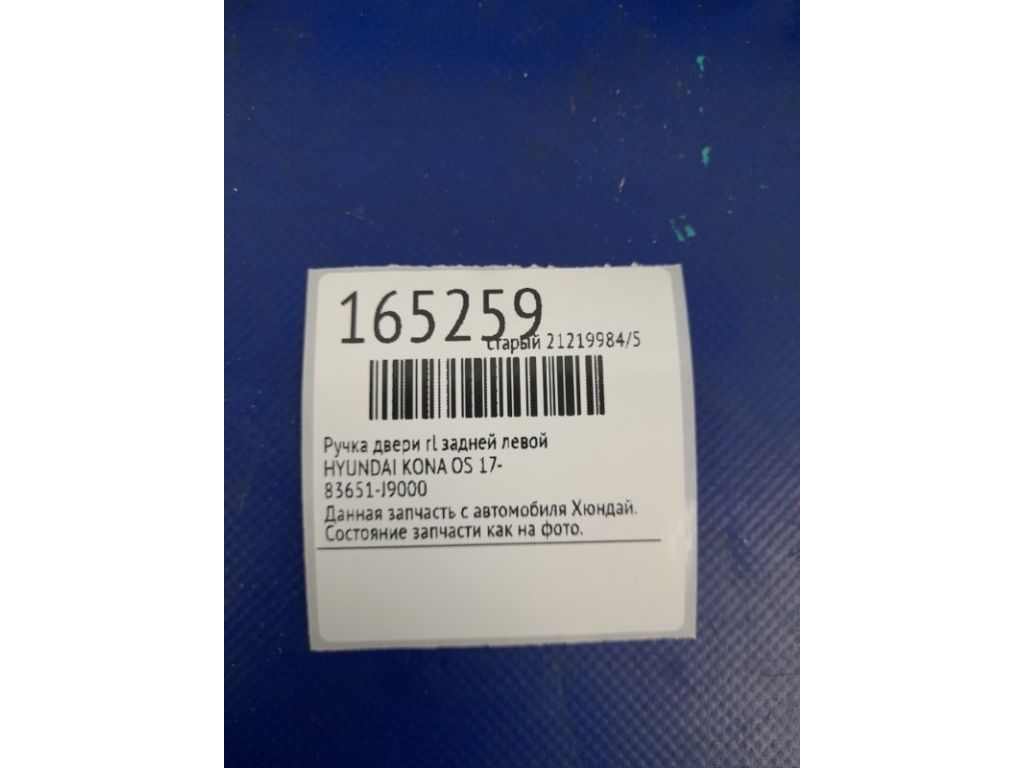 165259
старый 21219984/5
Ручка двери rl задней левой
HYUNDAI KONA OS 17-
83651-J9000
Данная запчасть с автомобиля Хюндай.
Состояние запчасти как на фото.